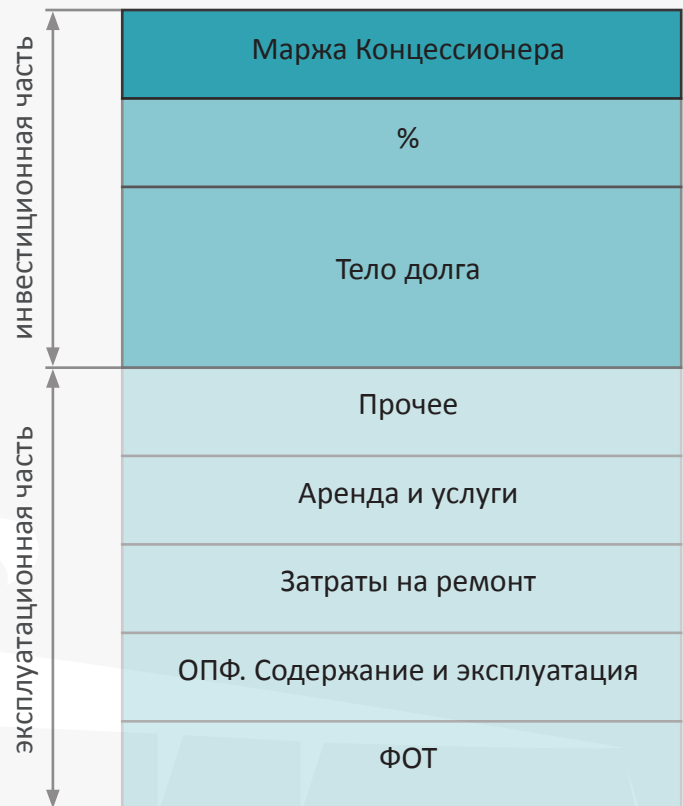 инвестиционная часть
Маржа Концессионера
%
Тело долга
эксплуатационная часть
Прочее
Аренда и услуги
Затраты на ремонт
ОПФ. Содержание и эксплуатация
ФОТ